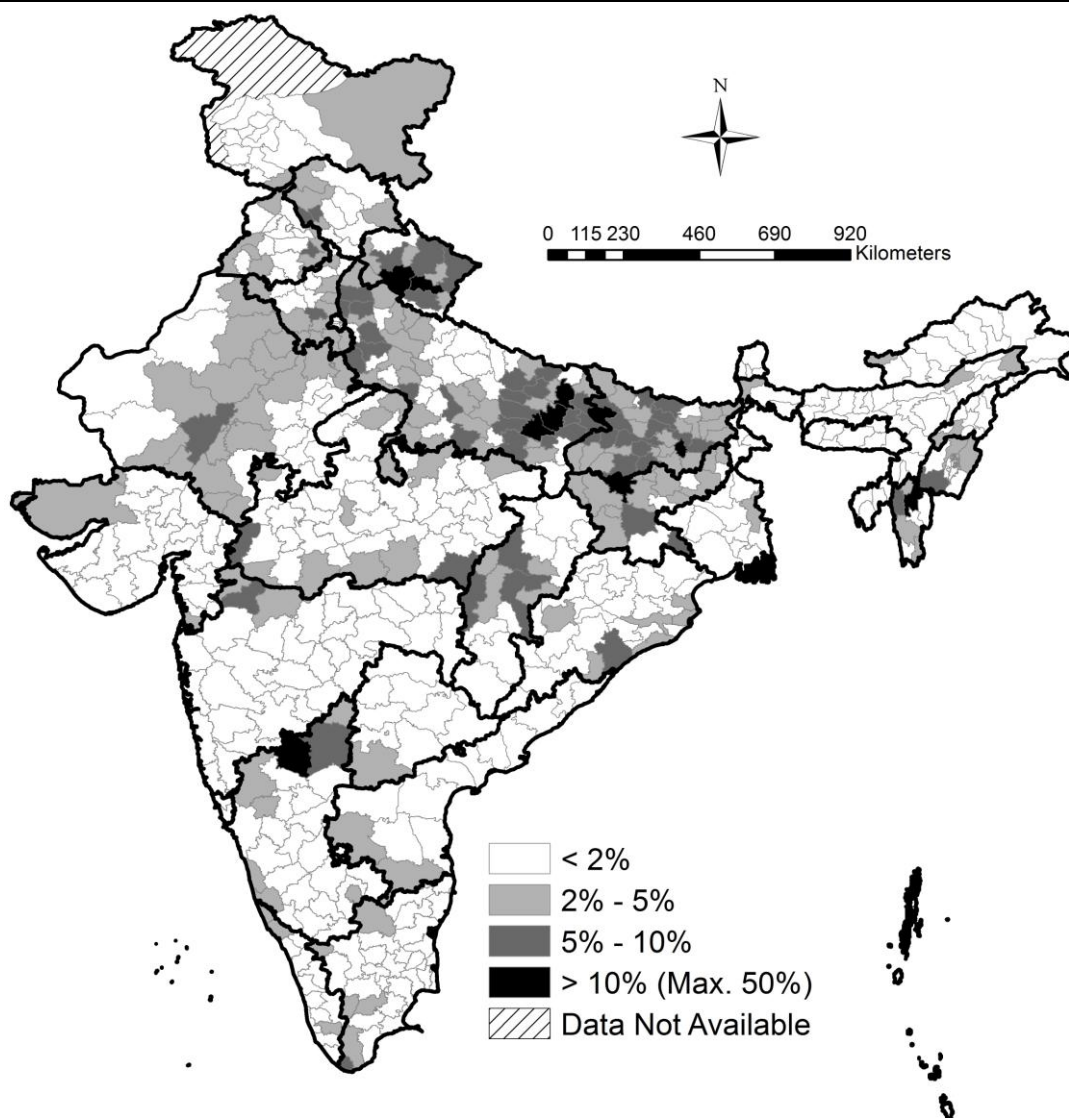 N
0 115 230 460 690 920
Kilometers
< 2%
2% - 5%
5% - 10%
> 10% (Max. 50%)
Data Not Available